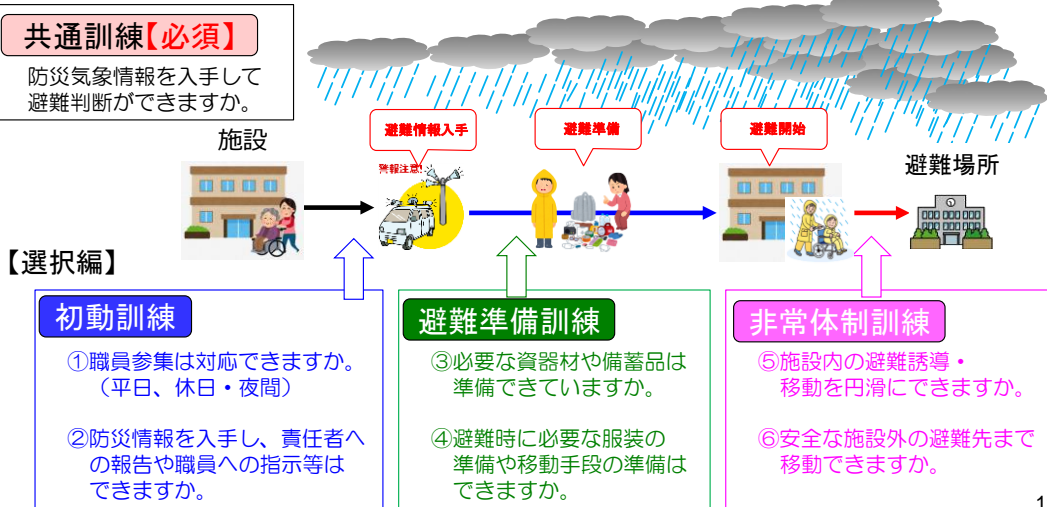 共通訓練【必須】
防災気象情報を入手して
避難判断ができますか。
施設
避難情報入手
避難準備
避難開始
警報注意!
避難場所
【選択編】
初動訓練
①職員参集は対応できますか。
（平日、休日・夜間）
②防災情報を入手し、責任者へ
の報告や職員への指示等は
できますか。
避難準備訓練
③必要な資器材や備蓄品は
準備できていますか。
④避難時に必要な服装の
準備や移動手段の準備は
できますか。
非常体制訓練
⑤施設内の避難誘導・
移動を円滑にできますか。
⑥安全な施設外の避難先まで
移動できますか。
1